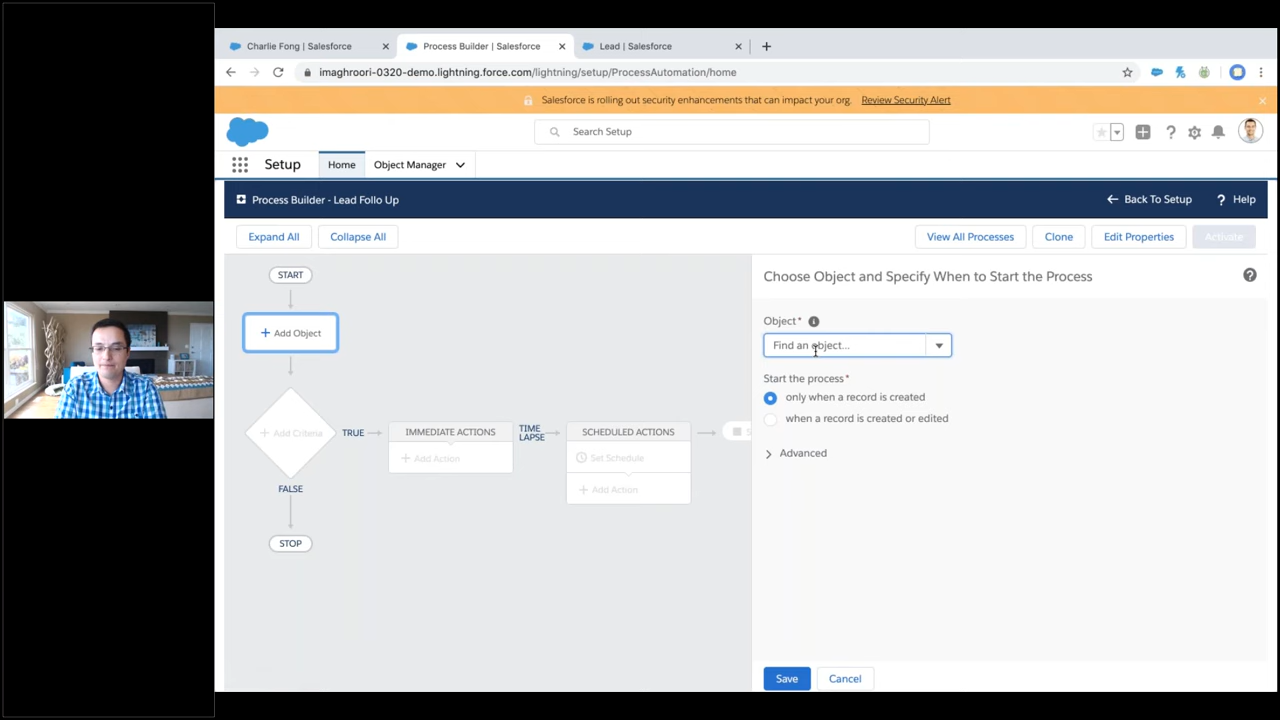 Charlie Fong | Salesforce
Process Builder | Salesforce
Lead | Salesforce
imaghroori-0320-demo.lightning.force.com/lightning/setup/ProcessAutomation/home
Salesforce is rolling out security enhancements that can impact your org. Review Security Alert
Search Setup
Setup
Home
Object Manager
Process Builder - Lead Follo Up
Back To Setup
? Help
Expand All
Collapse All
View All Processes
Clone
Edit Properties
Activate
START
+ Add Object
+ Add Criteria
TRUE
IMMEDIATE ACTIONS
+ Add Action
TIME
LAPSE
SCHEDULED ACTIONS
Set Schedule
+ Add Action
FALSE
STOP
Choose Object and Specify When to Start the Process
Object*
Find an object...
Start the process*
only when a record is created
when a record is created or edited
Advanced
Save
Cancel